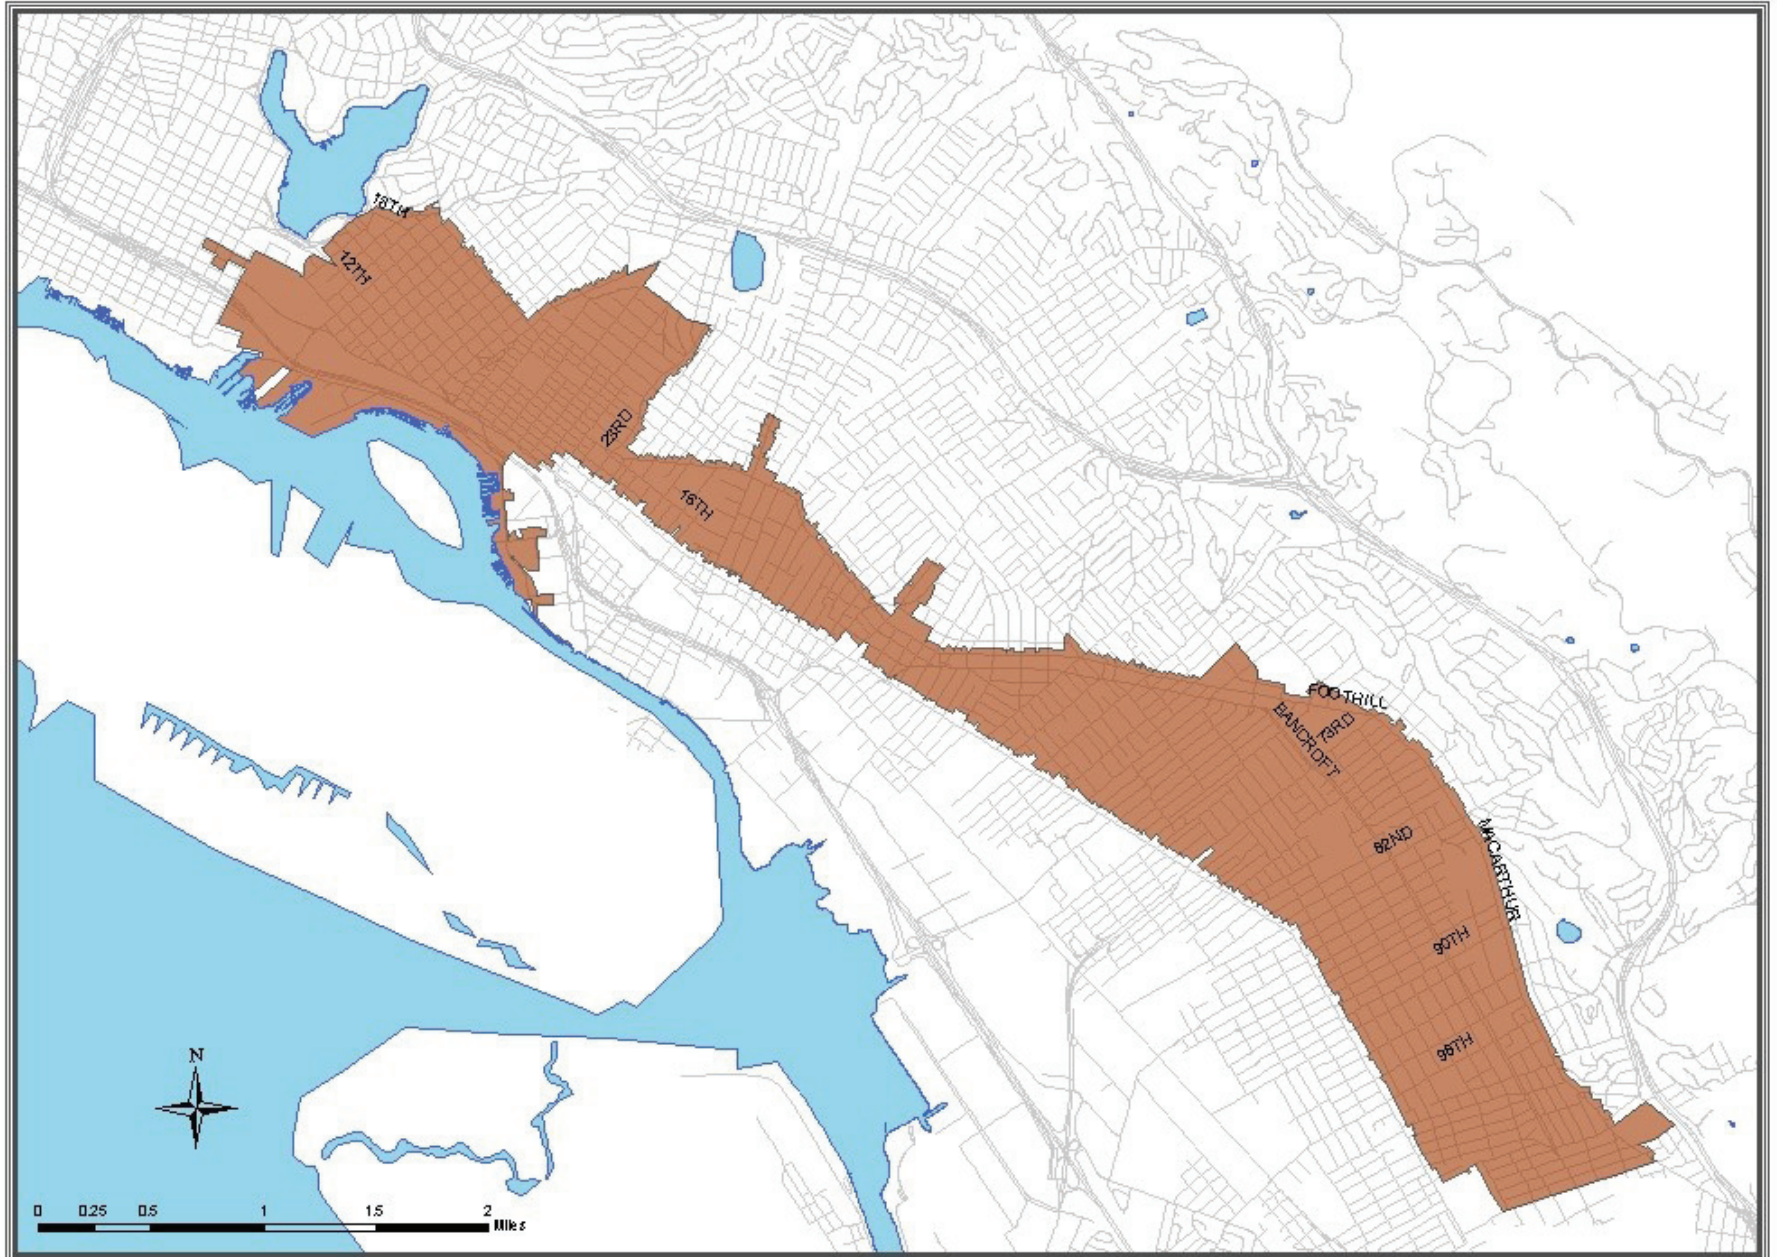 18TH
12TH
23RD
16TH
FOOTHILL
73RD
BANCROFT
82ND
MACARTHUR
90TH
98TH
N
0 0.25 0.5 1 1.5 2
Miles